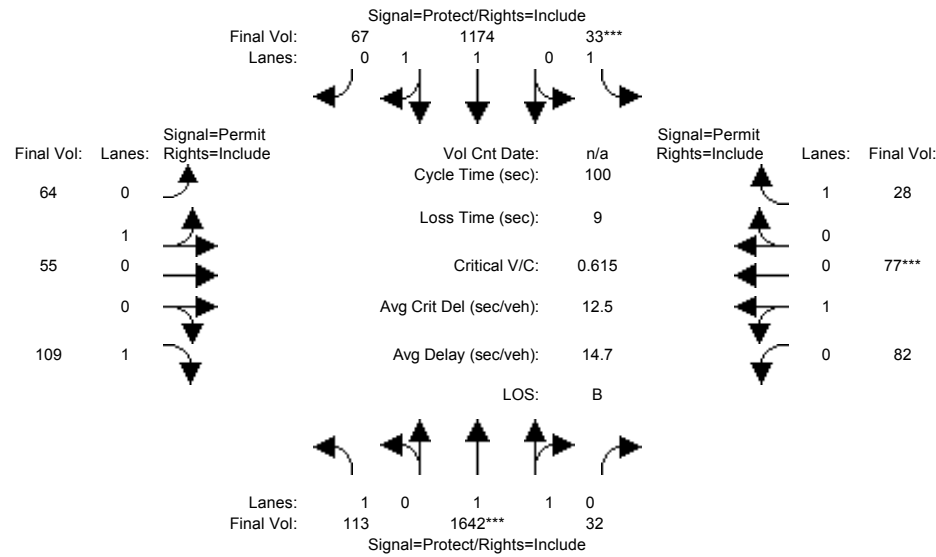 Signal=Protect/Rights=Include
Final Vol: 67 1174 33***
Lanes: 0 1 1 0 1
Signal=Permit Signal=Permit
Final Vol: Lanes: Rights=Include Vol Cnt Date: n/a Rights=Include Lanes: Final Vol:
Cycle Time (sec): 100
64 0 1 28
Loss Time (sec): 9
1 0
55 0 Critical V/C: 0.615 0 77***
0 Avg Crit Del (sec/veh): 12.5 1
109 1 Avg Delay (sec/veh): 14.7 0 82
LOS: B
Lanes: 1 0 1 1 0
Final Vol: 113 1642*** 32
Signal=Protect/Rights=Include